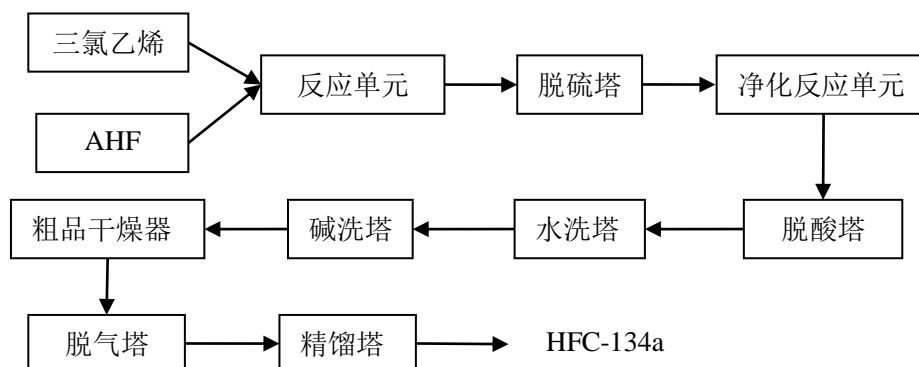 三氯乙烯
AHF
反应单元
脱硫塔
净化反应单元
粗品干燥器
碱洗塔
水洗塔
脱酸塔
脱气塔
精馏塔
HFC-134a